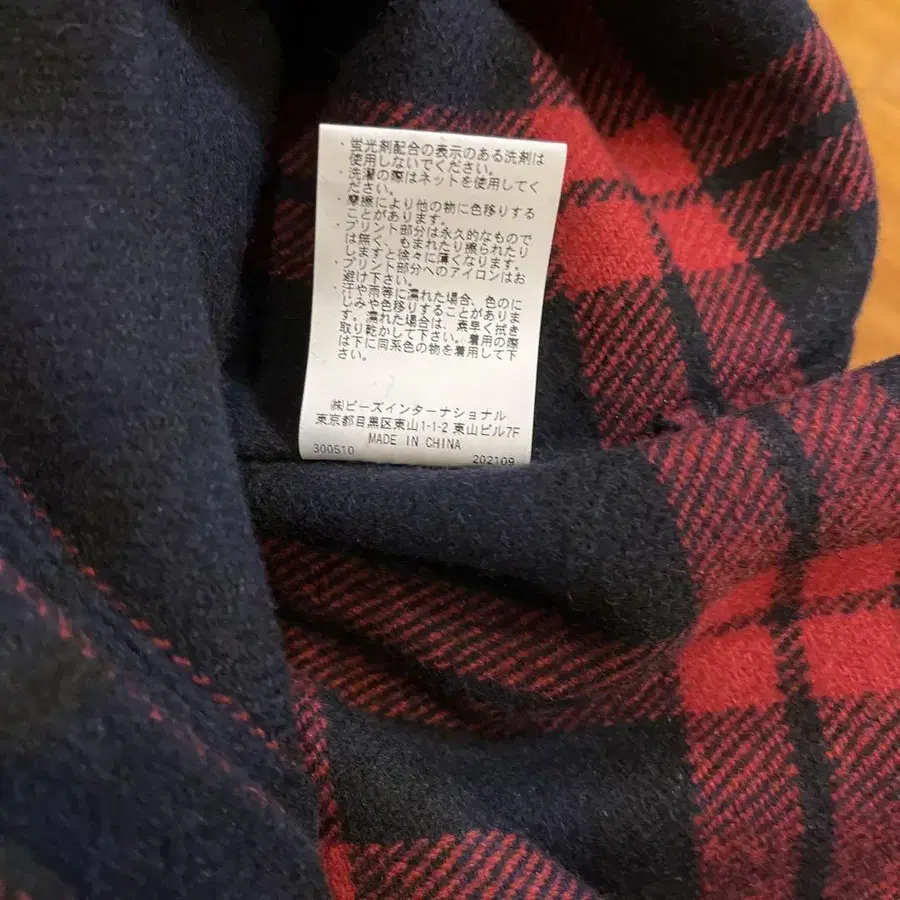 ・蛍光剤配合の表示のある洗剤は
使用しないでください。
・洗濯の際はネットを使用してく
ださい。
・摩擦により他の物に色移りする
ことがあります。
・プリント部分は永久的なもので
は無く、もまれたり擦られたり
しますと徐々に薄くなります。
・プリント部分へのアイロンはお
避け下さい。
・汗や雨等に濡れた場合、色のに
じみや色移りすることがありま
す。濡れた場合は、素早く拭き
取り乾かして下さい。着用の際
は下に同系色の物を着用して下
さい。
㈱ビーズインターナショナル
東京都目黒区東山1-1-2 東山ビル7F
MADE IN CHINA
300510 202109